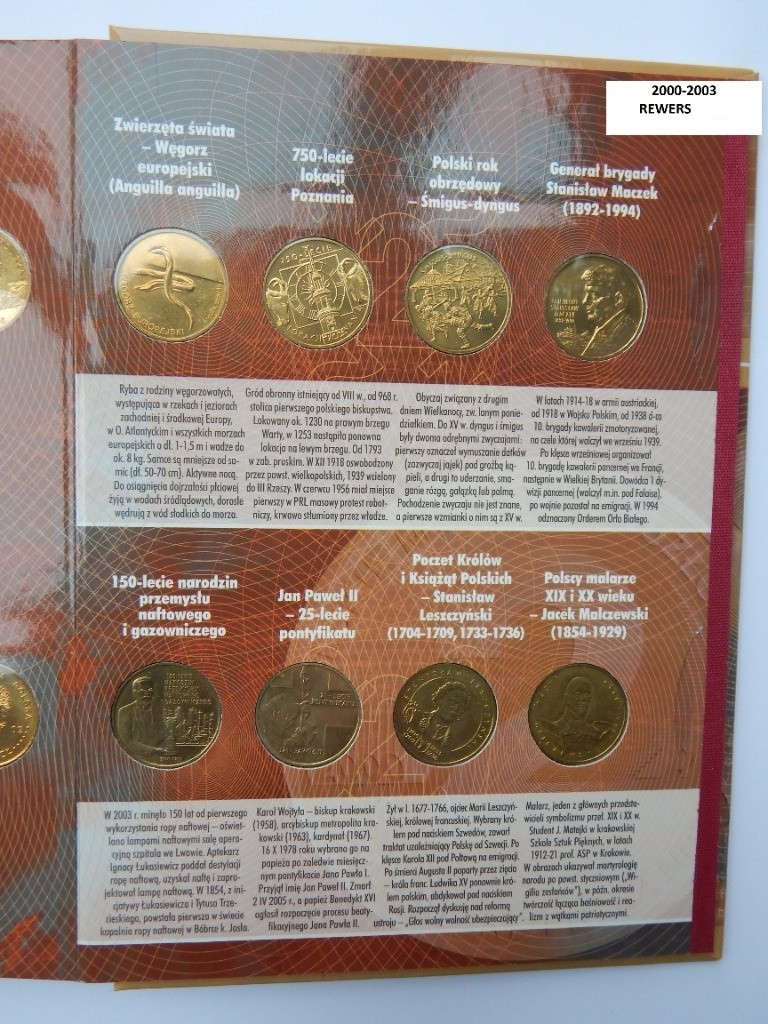 2000-2003
REWERS
Zwierzęta świata
– Węgorz
europejski
(Anguilla anguilla)
750-lecie
lokacji
Poznania
Polski rok
obrzędowy
– Śmigus-dyngus
Generał brygady
Stanisław Maczek
(1892-1994)
Ryba z rodziny węgorzowatych,
występująca w rzekach i jeziorach
zachodniej i środkowej Europy,
w O. Atlantyckim i wszystkich morzach
europejskich o dł. 1-1,5 m i wadze do
ok. 8 kg. Samce są mniejsze od sa-
mic (dł. 50-70 cm). Aktywne nocą.
Do osiągnięcia dojrzałości płciowej
żyją w wodach śródlądowych, dorosłe
wędrują z wód słodkich do morza.
Gród obronny istniejący od VIII w., od 968 r.
stolica pierwszego polskiego biskupstwa.
Lokowany ok. 1230 na prawym brzegu
Warty, w 1253 nastąpiła ponowna
lokacja na lewym brzegu. Od 1793
w zab. pruskim. W XII 1918 oswobodzony
przez powst. wielkopolskich, 1939 wcielony
do III Rzeszy. W czerwcu 1956 miał miejsce
pierwszy w PRL masowy protest robot-
niczy, krwawo stłumiony przez władze.
Obyczaj związany z drugim
dniem Wielkanocy, zw. lanym ponie-
działkiem. Do XV w. dyngus i śmigus
były dwoma odrębnymi zwyczajami:
pierwszy oznaczał wymuszanie datków
(zazwyczaj jajek) pod groźbą ką-
pieli, a drugi to uderzanie, sma-
ganie rózgą, gałązką lub palmą.
Pochodzenie zwyczaju nie jest znane,
a pierwsze wzmianki o nim są z XV w.
W latach 1914-18 w armii austriackiej,
od 1918 w Wojsku Polskim, od 1938 d-ca
10. brygady kawalerii zmotoryzowanej,
na czele której walczył we wrześniu 1939.
Po klęsce wrześniowej organizował
10. brygadę kawalerii pancernej we Francji,
następnie w Wielkiej Brytanii. Dowódca 1 dy-
wizji pancernej (walczył m.in. pod Falaise),
po wojnie pozostał na emigracji. W 1994
odznaczony Orderem Orła Białego.
150-lecie narodzin
przemysłu
naftowego
i gazowniczego
Jan Paweł II
– 25-lecie
pontyfikatu
Poczet Królów
i Książąt Polskich
– Stanisław
Leszczyński
(1704-1709, 1733-1736)
Polscy malarze
XIX i XX wieku
– Jacek Malczewski
(1854-1929)
W 2003 r. minęło 150 lat od pierwszego
wykorzystania ropy naftowej – oświet-
lono lampami naftowymi salę opera-
cyjną szpitala we Lwowie. Aptekarz
Ignacy Łukasiewicz poddał destylacji
ropę naftową, uzyskał naftę i zapro-
jektował lampę naftową. W 1854, z ini-
cjatywy Łukasiewicza i Tytusa Trze-
cieskiego, powstała pierwsza w świecie
kopalnia ropy naftowej w Bóbrce k. Jasła.
Karol Wojtyła – biskup krakowski
(1958), arcybiskup metropolita kra-
kowski (1963), kardynał (1967).
16 X 1978 roku wybrany go na
papieża po zaledwie miesięcz-
nym pontyfikacie Jana Pawła I.
Przyjął imię Jan Paweł II. Zmarł
2 IV 2005 r., a papież Benedykt XVI
ogłosił rozpoczęcie procesu beaty-
fikacyjnego Jana Pawła II.
Żył w l. 1677-1766, ojciec Marii Leszczyń-
skiej, królowej francuskiej. Wybrany kró-
lem pod naciskiem Szwedów, zawarł
traktat uzależniający Polskę od Szwecji. Po
klęsce Karola XII pod Połtawą na emigracji.
Po śmierci Augusta II poparty przez zięcia
– króla franc. Ludwika XV ponownie kró-
lem polskim, abdykował pod naciskiem
Rosji. Rozpoczął dyskusję nad reformą
ustroju – „Głos wolny wolność ubezpieczający".
Malarz, jeden z głównych przedsta-
wicieli symbolizmu przeł. XIX i XX w.
Student J. Matejki w krakowskiej
Szkole Sztuk Pięknych, w latach
1912-21 prof. ASP w Krakowie.
W obrazach ukazywał martyrologię
narodu po powst. styczniowym („Wi-
gilia zesłańców"), w późn. okresie
twórczość łącząca baśniowość i rea-
lizm z wątkami patriotycznymi.